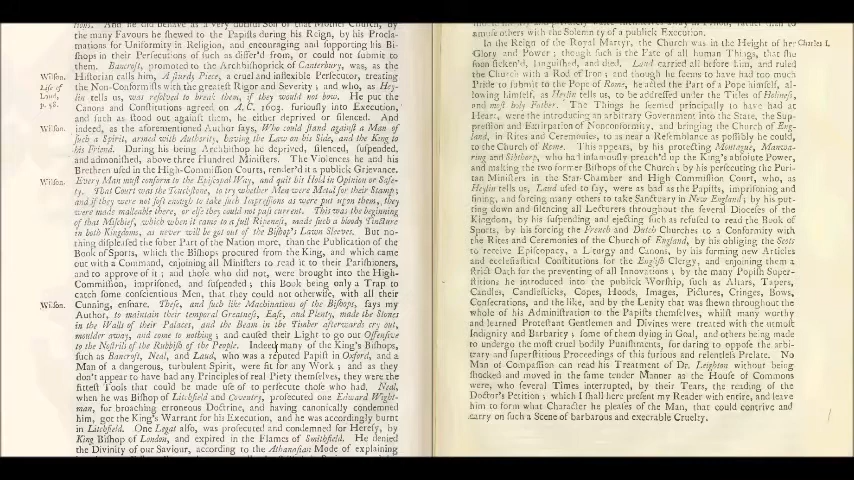 tions. And he did behave as a very dutiful Son of that Mother Church, by
the many Favours he shewed to the Papists during his Reign, by his Procla-
mations for Uniformity in Religion, and encouraging and supporting his Bi-
shops in their Persecutions of such as differ'd from, or could not submit to
them. Bancroft, promoted to the Archbishoprick of Canterbury, was, as the
Wilson. Historian calls him, A sturdy Piece, a cruel and inflexible Persecutor, treating
Life of the Non-Conformists with the greatest Rigor and Severity; and who, as Hey-
Laud, lin tells us, was resolved to break them, if they would not bow. He put the
p. 58. Canons and Constitutions agreed on A.C. 1603. furiously into Execution,
and such as stood out against them, he either deprived or silenced. And
Wilson. indeed, as the aforementioned Author says, Who could stand against a Man of
such a Spirit, armed with Authority, having the Law on his Side, and the King to
his Friend. During his being Archbishop he deprived, silenced, suspended,
and admonished, above three Hundred Ministers. The Violences he and his
Brethren used in the High-Commission Courts, render'd it a publick Grievance.
Wilson. Every Man must conform to the Episcopal Way, and quit his Hold in Opinion or Safe-
ty. That Court was the Touchstone, to try whether Men were Metal for their Stamp;
and if they were not soft enough to take such Impressions as were put upon them, they
were made malleable there, or else they could not pass current. This was the beginning
of that Mischief, which when it came to a full Ripeness, made such a bloody Tincture
in both Kingdoms, as never will be got out of the Bishop's Lawn Sleeves. But no-
thing displeased the sober Part of the Nation more, than the Publication of the
Book of Sports, which the Bishops procured from the King, and which came
out with a Command, enjoining all Ministers to read it to their Parishioners,
and to approve of it; and those who did not, were brought into the High-
Commission, imprisoned, and suspended; this Book being only a Trap to
catch some conscientious Men, that they could not otherwise, with all their
Wilson. Cunning, ensnare. These, and such like Machinations of the Bishops, says my
Author, to maintain their temporal Greatness, Ease, and Plenty, made the Stones
in the Walls of their Palaces, and the Beam in the Timber afterwards cry out,
moulder away, and come to nothing; and caused their Light to go out Offensive
to the Nostrils of the Rubbish of the People. Indeed many of the King's Bishops,
such as Bancroft, Neal, and Laud, who was a reputed Papist in Oxford, and a
Man of a dangerous, turbulent Spirit, were fit for any Work; and as they
don't appear to have had any Principles of real Piety themselves, they were the
fittest Tools that could be made use of to persecute those who had. Neal,
when he was Bishop of Litchfield and Coventry, prosecuted one Edward Wight-
man, for broaching erroneous Doctrine, and having canonically condemned
him, got the King's Warrant for his Execution, and he was accordingly burnt
in Litchfield. One Legat also, was prosecuted and condemned for Heresy, by
King Bishop of London, and expired in the Flames of Smithfield. He denied
the Divinity of our Saviour, according to the Athanasian Mode of explaining
amuse others with the Solemnity of a publick Execution.
In the Reign of the Royal Martyr, the Church was in the Height of her Charles I.
Glory and Power; though such is the Fate of all human Things, that she
soon sicken'd, languished, and died. Laud carried all before him, and ruled
the Church with a Rod of Iron; and though he seems to have had too much
Pride to submit to the Pope of Rome, he acted the Part of a Pope himself, al-
lowing himself, as Heylin tells us, to be addressed under the Titles of Holiness,
and most holy Father. The Things he seemed principally to have had at
Heart, were the introducing an arbitrary Government into the State, the Sup-
pression and Extirpation of Nonconformity, and bringing the Church of Eng-
land, in Rites and Ceremonies, to as near a Resemblance as possibly he could,
to the Church of Rome. This appears, by his protecting Montague, Manwa-
ring and Sibthorp, who had infamously preach'd up the King's absolute Power,
and making the two former Bishops of the Church; by his persecuting the Puri-
tan Ministers in the Star-Chamber and High Commission Court, who, as
Heylin tells us, Laud used to say, were as bad as the Papists, imprisoning and
fining, and forcing many others to take Sanctuary in New England; by his put-
ting down and silencing all Lecturers throughout the several Dioceses of the
Kingdom, by his suspending and ejecting such as refused to read the Book of
Sports, by his forcing the French and Dutch Churches to a Conformity with
the Rites and Ceremonies of the Church of England, by his obliging the Scots
to receive Episcopacy, a Liturgy and Canons, by his forming new Articles
and ecclesiastical Constitutions for the English Clergy, and enjoining them a
strict Oath for the preventing of all Innovations; by the many Popish Super-
stitions he introduced into the publick Worship, such as Altars, Tapers,
Candles, Candlesticks, Copes, Hoods, Images, Pictures, Cringes, Bows,
Consecrations, and the like, and by the Lenity that was shewn throughout the
whole of his Administration to the Papists themselves, whilst many worthy
and learned Protestant Gentlemen and Divines were treated with the utmost
Indignity and Barbarity; some of them dying in Goal, and others being made
to undergo the most cruel bodily Punishments, for daring to oppose the arbi-
trary and superstitious Proceedings of this furious and relentless Prelate. No
Man of Compassion can read his Treatment of Dr. Leighton without being
shocked and moved in the same tender Manner as the House of Commons
were, who several Times interrupted, by their Tears, the reading of the
Doctor's Petition; which I shall here present my Reader with entire, and leave
him to form what Character he pleases of the Man, that could contrive and
carry on such a Scene of barbarous and execrable Cruelty.